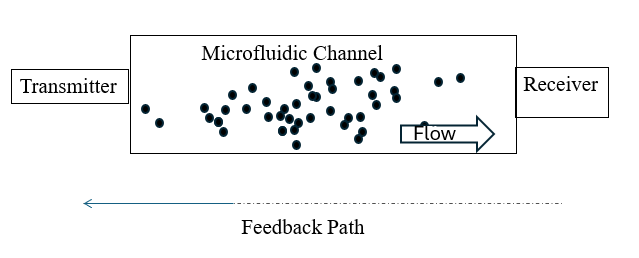 Microfluidic Channel
Transmitter
Receiver
Flow
Feedback Path